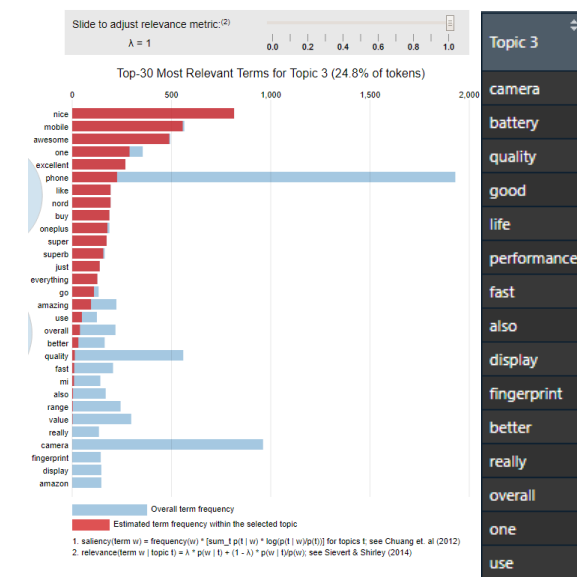 Slide to adjust relevance metric:(2)
λ = 1
0.0 0.2 0.4 0.6 0.8 1.0
Top-30 Most Relevant Terms for Topic 3 (24.8% of tokens)
0 500 1,000 1,500 2,000
nice
mobile
awesome
one
excellent
phone
like
nord
buy
oneplus
super
superb
just
everything
go
amazing
use
overall
better
quality
fast
mi
also
range
value
really
camera
fingerprint
display
amazon
Overall term frequency
Estimated term frequency within the selected topic
1. saliency(term w) = frequency(w) * [sum_t p(t | w) * log(p(t | w)/p(t))] for topics t; see Chuang et. al (2012)
2. relevance(term w | topic t) = λ * p(w | t) + (1 - λ) * p(w | t)/p(w); see Sievert & Shirley (2014)
Topic 3
camera
battery
quality
good
life
performance
fast
also
display
fingerprint
better
really
overall
one
use